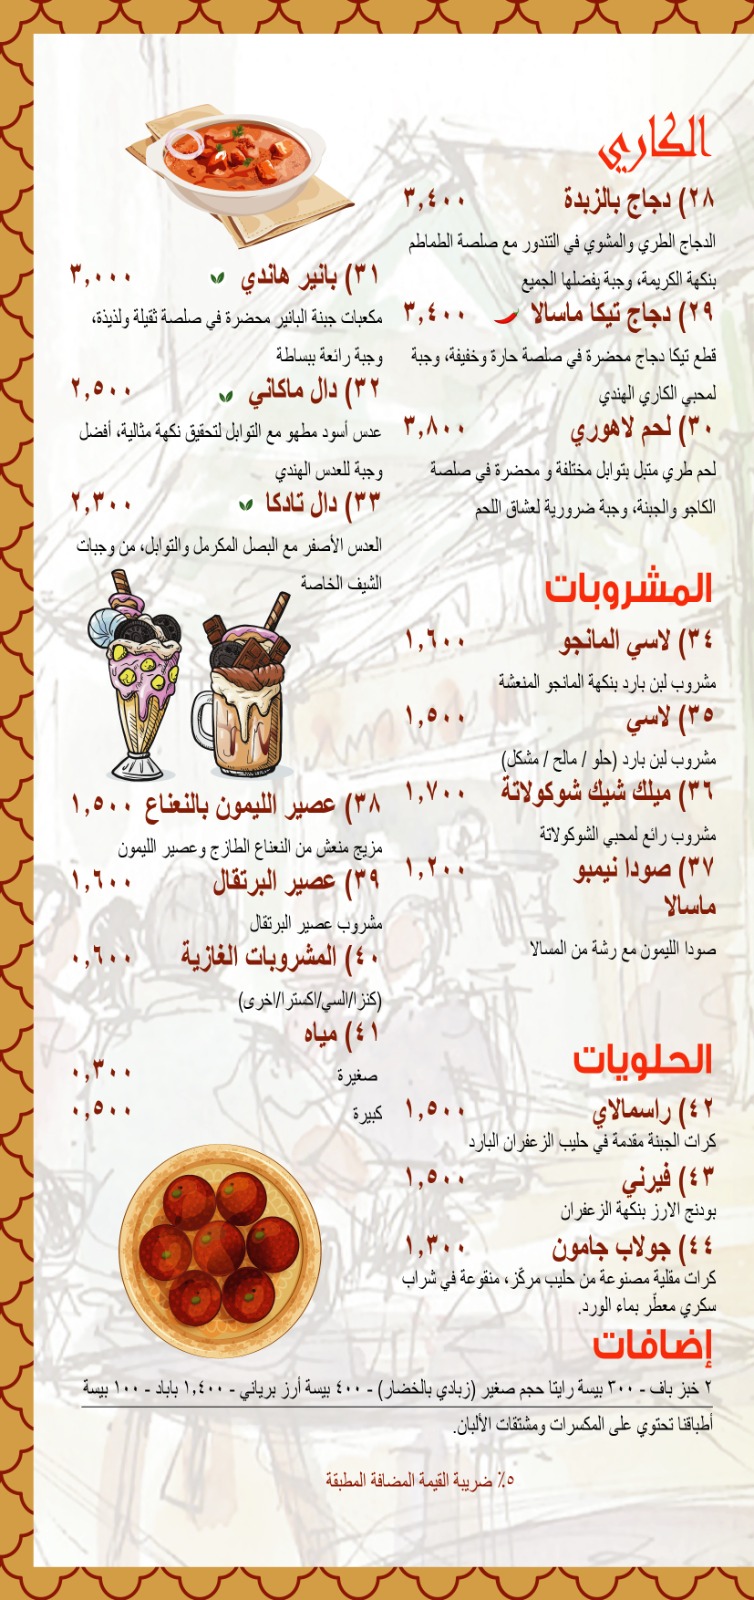 الكاري
٢٨) دجاج بالزبدة ٣,٤٠٠
الدجاج الطري والمشوي في التندور مع صلصة الطماطم
بنكهة الكريمة، وجبة يفضلها الجميع
٢٩) دجاج تيكا ماسالا ٣,٤٠٠
قطع تيكا دجاج محضرة في صلصة حارة وخفيفة، وجبة
لمحبي الكاري الهندي
٣٠) لحم لاهوري ٣,٨٠٠
لحم طري متبل بتوابل مختلفة و محضرة في صلصة
الكاجو والجبنة، وجبة ضرورية لعشاق اللحم
٣١) بانير هاندي ٣,٠٠٠
مكعبات جبنة البانير محضرة في صلصة ثقيلة ولذيذة،
وجبة رائعة ببساطة
٣٢) دال ماكاني ٢,٥٠٠
عدس أسود مطهو مع التوابل لتحقيق نكهة مثالية، أفضل
وجبة للعدس الهندي
٣٣) دال تادكا ٢,٣٠٠
العدس الأصفر مع البصل المكرمل والتوابل، من وجبات
الشيف الخاصة
المشروبات
٣٤) لاسي المانجو ١,٦٠٠
مشروب لبن بارد بنكهة المانجو المنعشة
٣٥) لاسي ١,٥٠٠
مشروب لبن بارد (حلو / مالح / مشكل)
٣٦) ميلك شيك شوكولاتة ١,٧٠٠
مشروب رائع لمحبي الشوكولاتة
٣٧) صودا نيمبو ١,٢٠٠
ماسالا
صودا الليمون مع رشة من المسالا
٣٨) عصير الليمون بالنعناع ١,٥٠٠
مزيج منعش من النعناع الطازج وعصير الليمون
٣٩) عصير البرتقال ١,٦٠٠
مشروب عصير البرتقال
٤٠) المشروبات الغازية ٠,٦٠٠
(كنزا/السي/اكسترا/اخرى)
٤١) مياه
صغيرة ٠,٣٠٠
كبيرة ٠,٥٠٠
الحلويات
٤٢) راسمالاي ١,٥٠٠
كرات الجبنة مقدمة في حليب الزعفران البارد
٤٣) فيرني ١,٥٠٠
بودنج الارز بنكهة الزعفران
٤٤) جولاب جامون ١,٣٠٠
كرات مقلية مصنوعة من حليب مركّز، منقوعة في شراب
سكري معطّر بماء الورد.
إضافات
٢ خبز باف - ٣٠٠ بيسة رايتا حجم صغير (زبادي بالخضار) - ٤٠٠ بيسة أرز برياني - ١,٤٠٠ باباد - ١٠٠ بيسة
أطباقنا تحتوي على المكسرات ومشتقات الألبان.
٥٪ ضريبة القيمة المضافة المطبقة